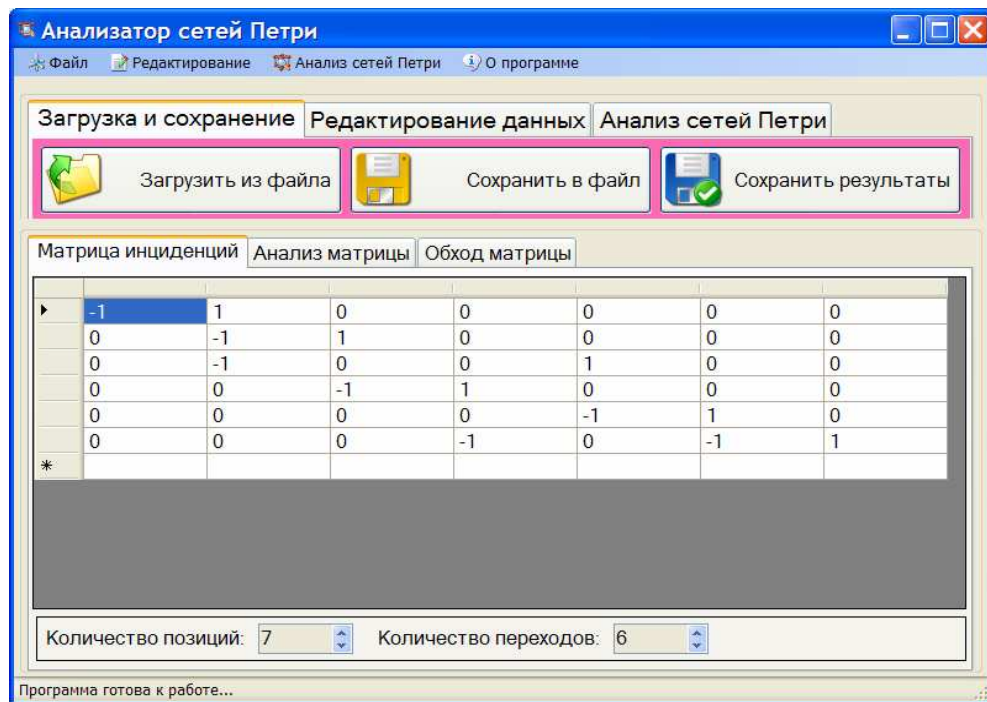 Анализатор сетей Петри
Файл Редактирование Анализ сетей Петри О программе
Загрузка и сохранение Редактирование данных Анализ сетей Петри
Загрузить из файла Сохранить в файл Сохранить результаты
Матрица инциденций Анализ матрицы Обход матрицы
-1 1 0 0 0 0 0
0 -1 1 0 0 0 0
0 -1 0 0 1 0 0
0 0 -1 1 0 0 0
0 0 0 0 -1 1 0
0 0 0 -1 0 -1 1
Количество позиций: 7 Количество переходов: 6
Программа готова к работе...